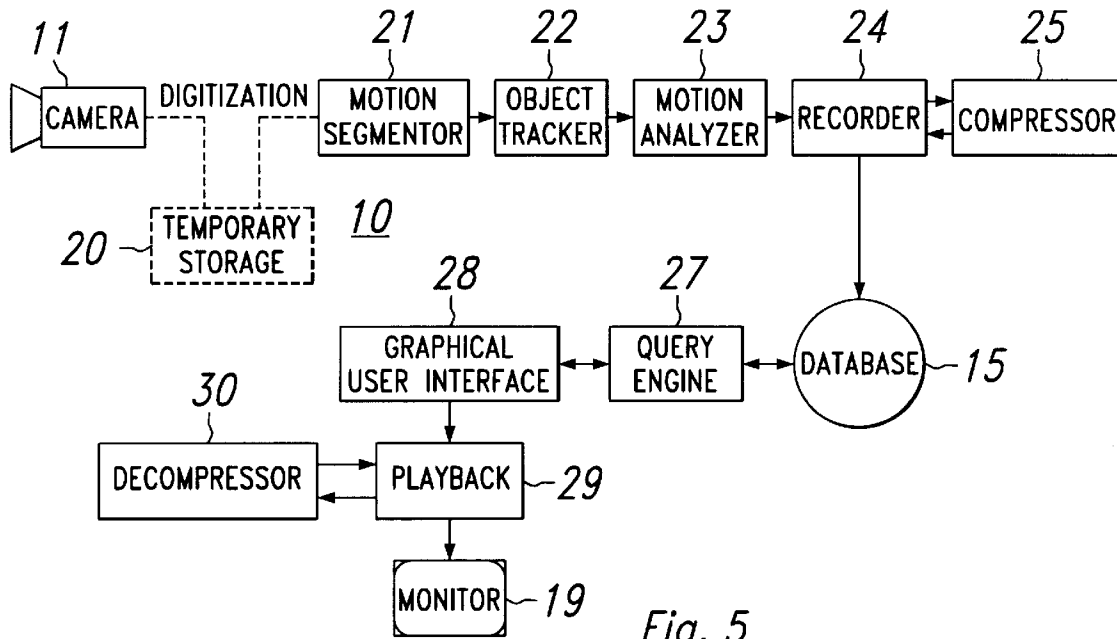 11
CAMERA
DIGITIZATION
21
MOTION
SEGMENTOR
22
OBJECT
TRACKER
23
MOTION
ANALYZER
24
RECORDER
25
COMPRESSOR
20
TEMPORARY
STORAGE
10
28
GRAPHICAL
USER INTERFACE
27
QUERY
ENGINE
DATABASE
15
30
DECOMPRESSOR
PLAYBACK
29
MONITOR
19
Fig. 5